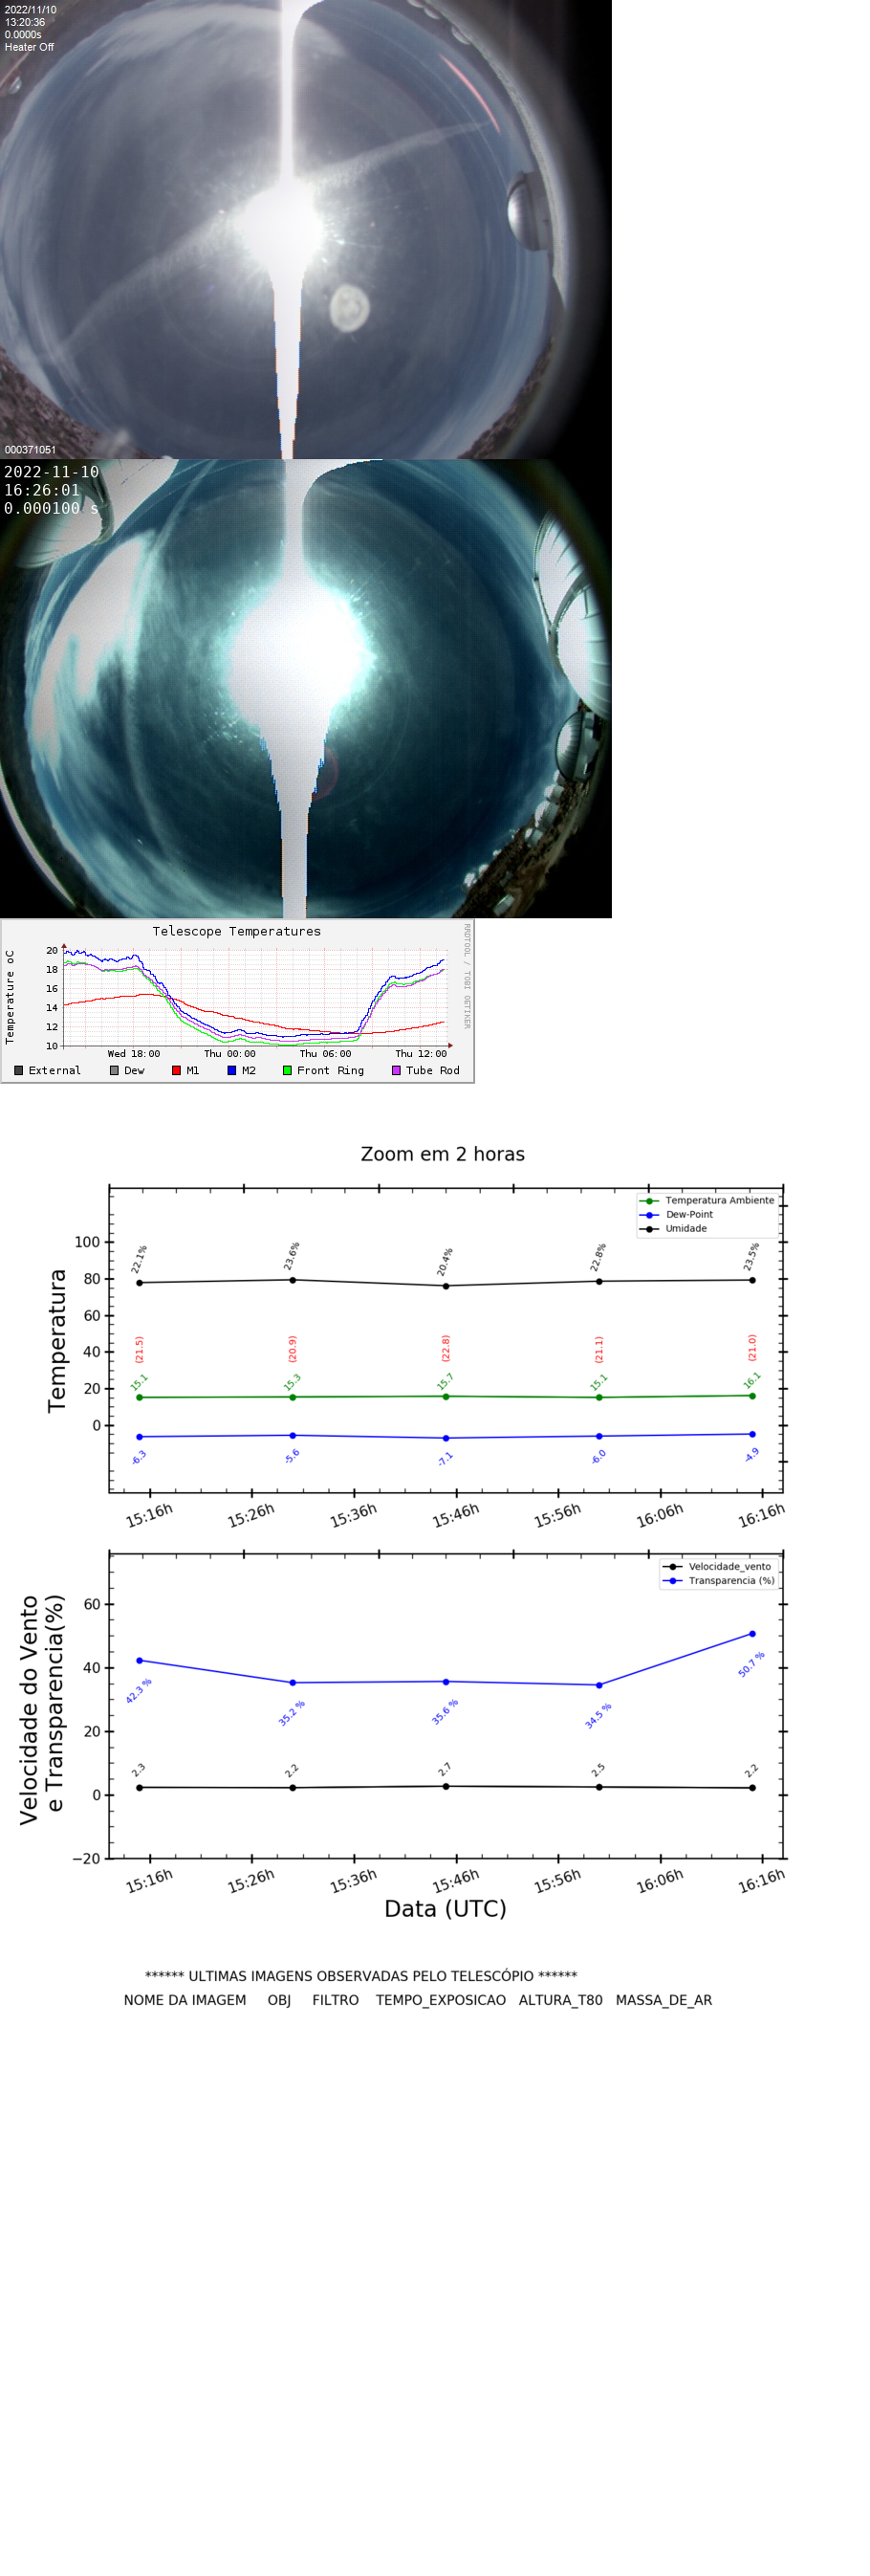 2022/11/10
13:20:36
0.0000s
Heater Off
000371051
2022-11-10
16:26:01
0.000100 s
Telescope Temperatures
RRDTOOL / TOBI OETIKER
Temperature oC
20
18
16
14
12
10
Wed 18:00 Thu 00:00 Thu 06:00 Thu 12:00
External Dew M1 M2 Front Ring Tube Rod
Zoom em 2 horas
Temperatura Ambiente
Dew-Point
Umidade
Temperatura
100
80
60
40
20
0
22.1% 23.6% 20.4% 22.8% 23.5%
(21.5) (20.9) (22.8) (21.1) (21.0)
15.1 15.3 15.7 15.1 16.1
-6.3 -5.6 -7.1 -6.0 -4.9
15:16h 15:26h 15:36h 15:46h 15:56h 16:06h 16:16h
Velocidade_vento
Transparencia (%)
Velocidade do Vento
e Transparencia(%)
60
40
20
0
−20
42.3 % 35.2 % 35.6 % 34.5 % 50.7 %
2.3 2.2 2.7 2.5 2.2
15:16h 15:26h 15:36h 15:46h 15:56h 16:06h 16:16h
Data (UTC)
****** ULTIMAS IMAGENS OBSERVADAS PELO TELESCÓPIO ******
NOME DA IMAGEM OBJ FILTRO TEMPO_EXPOSICAO ALTURA_T80 MASSA_DE_AR